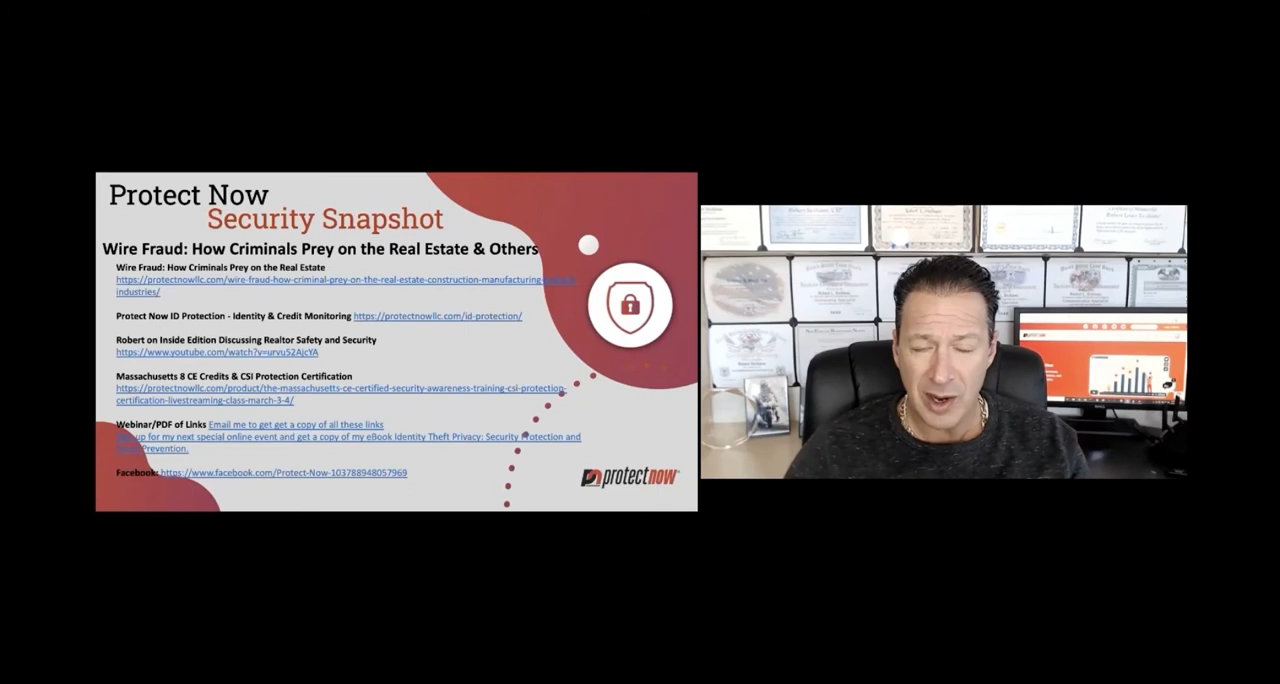 Protect Now
Security Snapshot
Wire Fraud: How Criminals Prey on the Real Estate & Others
Wire Fraud: How Criminals Prey on the Real Estate
https://protectnowllc.com/wire-fraud-how-criminal-prey-on-the-real-estate-construction-manufacturing-
industries/
Protect Now ID Protection - Identity & Credit Monitoring https://protectnowllc.com/id-protection/
Robert on Inside Edition Discussing Realtor Safety and Security
https://www.youtube.com/watch?v=urvu52AjcYA
Massachusetts 8 CE Credits & CSI Protection Certification
https://protectnowllc.com/product/the-massachusetts-ce-certified-security-awareness-training-csi-protection-
certification-livestreaming-class-march-3-4/
Webinar/PDF of Links Email me to get get a copy of all these links
up for my next special online event and get a copy of my eBook Identity Theft Privacy: Security Protection and
Prevention.
Facebook: https://www.facebook.com/Protect-Now-103788948057969
protectnow